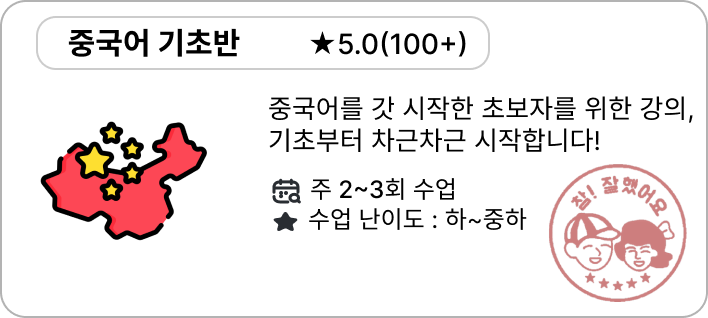 중국어 기초반 ★5.0(100+)
중국어를 갓 시작한 초보자를 위한 강의,
기초부터 차근차근 시작합니다!
주 2~3회 수업
★ 수업 난이도 : 하~중하
참! 잘했어요
★★★★★